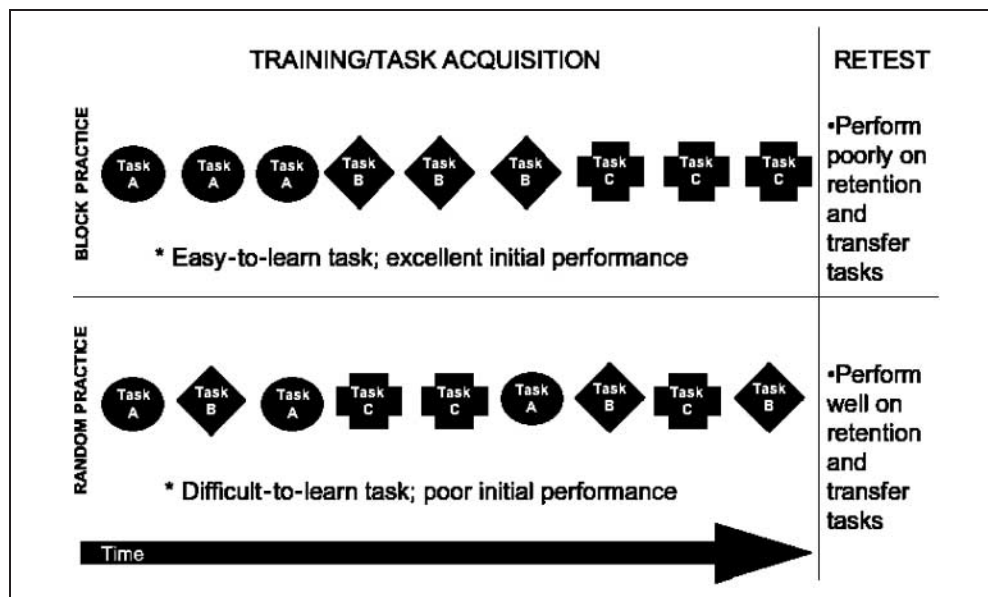 TRAINING/TASK ACQUISITION
RETEST
BLOCK PRACTICE
Task
A
Task
A
Task
A
Task
B
Task
B
Task
B
Task
C
Task
C
Task
C
* Easy-to-learn task; excellent initial performance
•Perform
poorly on
retention
and
transfer
tasks
RANDOM PRACTICE
Task
A
Task
B
Task
A
Task
C
Task
C
Task
A
Task
B
Task
C
Task
B
* Difficult-to-learn task; poor initial performance
•Perform
well on
retention
and
transfer
tasks
Time